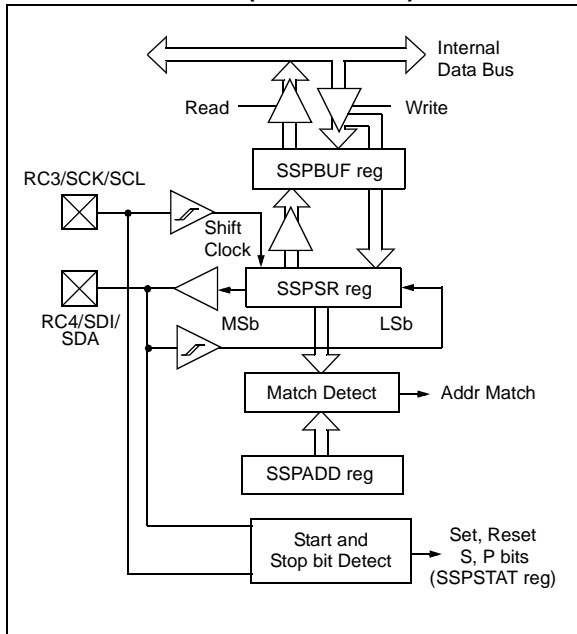 Internal
Data Bus
Read
Write
SSPBUF reg
RC3/SCK/SCL
Shift
Clock
SSPSR reg
MSb
LSb
RC4/SDI/
SDA
Match Detect
Addr Match
SSPADD reg
Start and
Stop bit Detect
Set, Reset
S, P bits
(SSPSTAT reg)